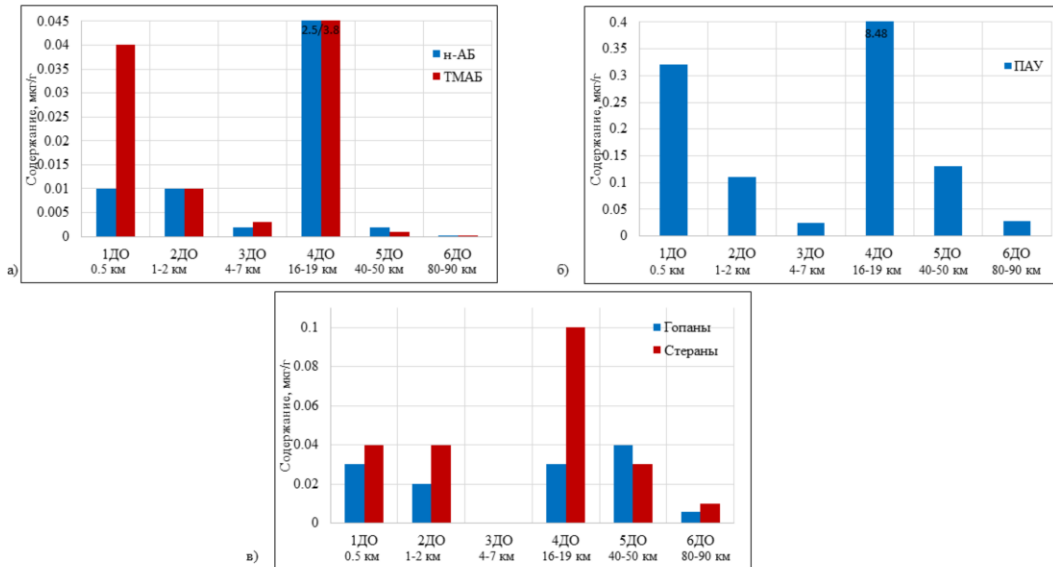 Содержание, мкг/г
0.045
0.04
0.035
0.03
0.025
0.02
0.015
0.01
0.005
0
2.5/3.8
н-АБ
ТМАБ
1ДО 2ДО 3ДО 4ДО 5ДО 6ДО
0.5 км 1-2 км 4-7 км 16-19 км 40-50 км 80-90 км
а)
Содержание, мкг/г
0.4
0.35
0.3
0.25
0.2
0.15
0.1
0.05
0
8.48
ПАУ
1ДО 2ДО 3ДО 4ДО 5ДО 6ДО
0.5 км 1-2 км 4-7 км 16-19 км 40-50 км 80-90 км
б)
Содержание, мкг/г
0.1
0.08
0.06
0.04
0.02
0
Гопаны
Стераны
1ДО 2ДО 3ДО 4ДО 5ДО 6ДО
0.5 км 1-2 км 4-7 км 16-19 км 40-50 км 80-90 км
в)